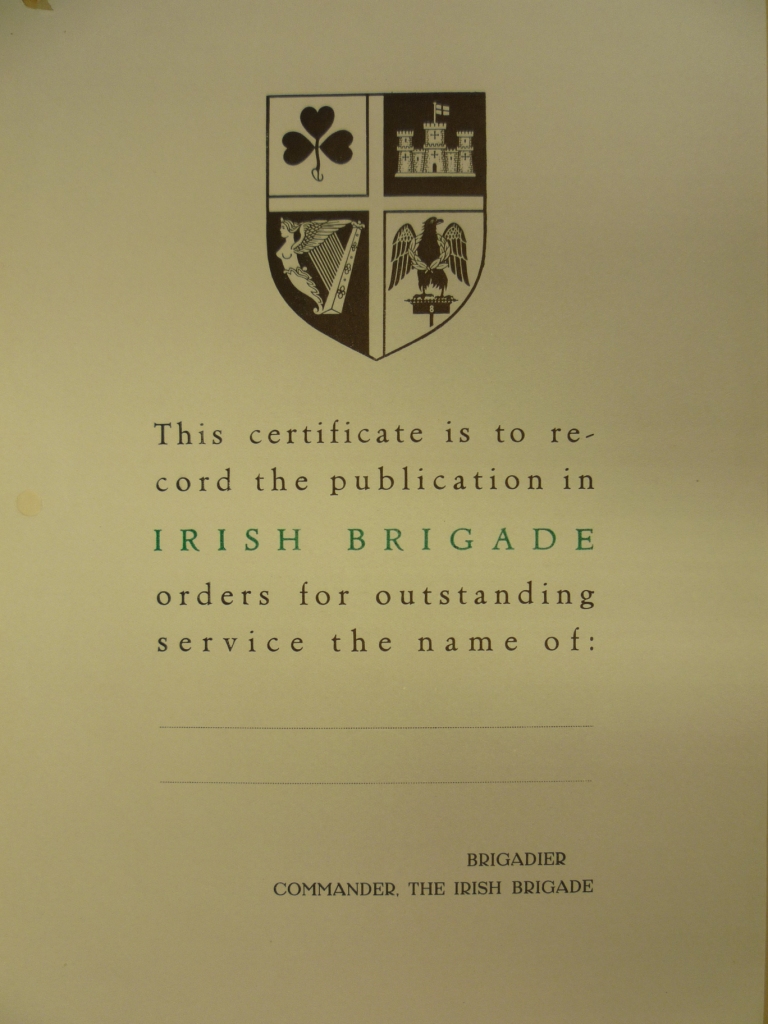 8
This certificate is to re-
cord the publication in
IRISH BRIGADE
orders for outstanding
service the name of:
BRIGADIER
COMMANDER, THE IRISH BRIGADE